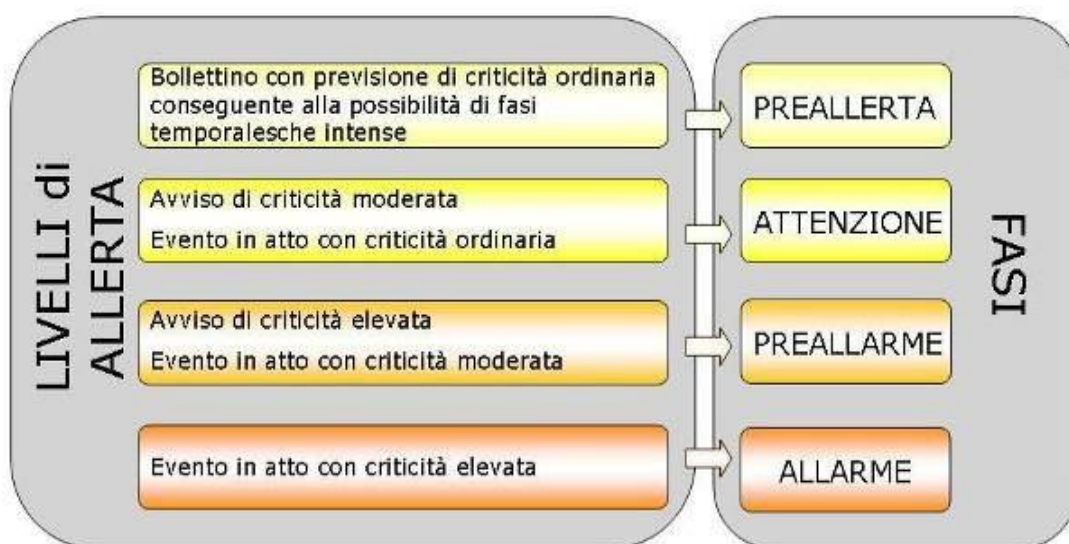 LIVELLI di
ALLERTA
Bollettino con previsione di criticità ordinaria
conseguente alla possibilità di fasi
temporalesche intense
PREALLERTA
Avviso di criticità moderata
Evento in atto con criticità ordinaria
ATTENZIONE
Avviso di criticità elevata
Evento in atto con criticità moderata
PREALLARME
Evento in atto con criticità elevata
ALLARME
FASI